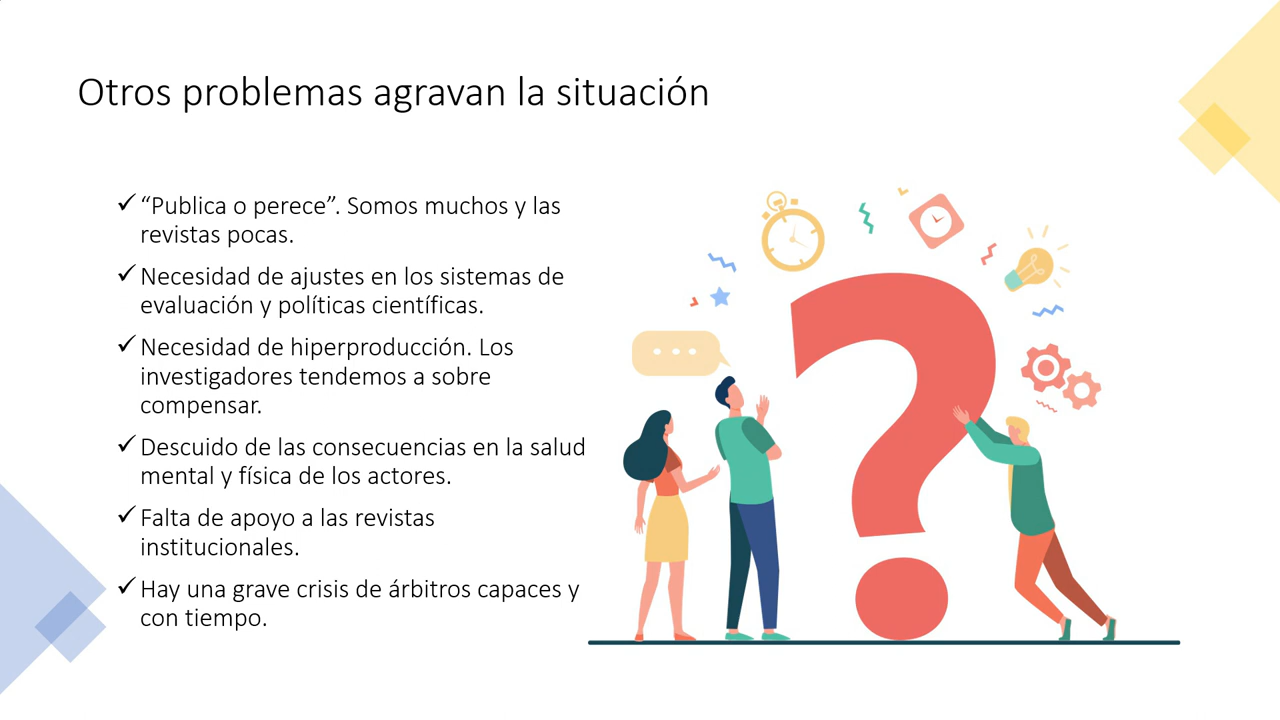 Otros problemas agravan la situación
✓ “Publica o perece”. Somos muchos y las
revistas pocas.
✓ Necesidad de ajustes en los sistemas de
evaluación y políticas científicas.
✓ Necesidad de hiperproducción. Los
investigadores tendemos a sobre
compensar.
✓ Descuido de las consecuencias en la salud
mental y física de los actores.
✓ Falta de apoyo a las revistas
institucionales.
✓ Hay una grave crisis de árbitros capaces y
con tiempo.